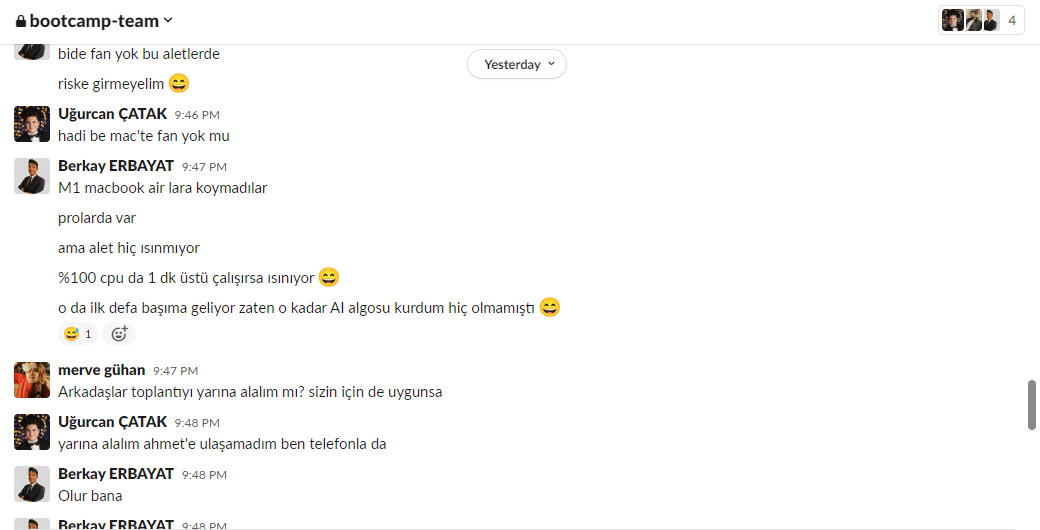 bootcamp-team
4
bide fan yok bu aletlerde
Yesterday
riske girmeyelim 😄
Uğurcan ÇATAK 9:46 PM
hadi be mac'te fan yok mu
Berkay ERBAYAT 9:47 PM
M1 macbook air lara koymadılar
prolarda var
ama alet hiç ısınmıyor
%100 cpu da 1 dk üstü çalışırsa ısınıyor 😄
o da ilk defa başıma geliyor zaten o kadar AI algosu kurdum hiç olmamıştı 😄
😅 1
merve gühan 9:47 PM
Arkadaşlar toplantıyı yarına alalım mı? sizin için de uygunsa
Uğurcan ÇATAK 9:48 PM
yarına alalım ahmet'e ulaşamadım ben telefonla da
Berkay ERBAYAT 9:48 PM
Olur bana
Berkay ERBAYAT 9:48 PM